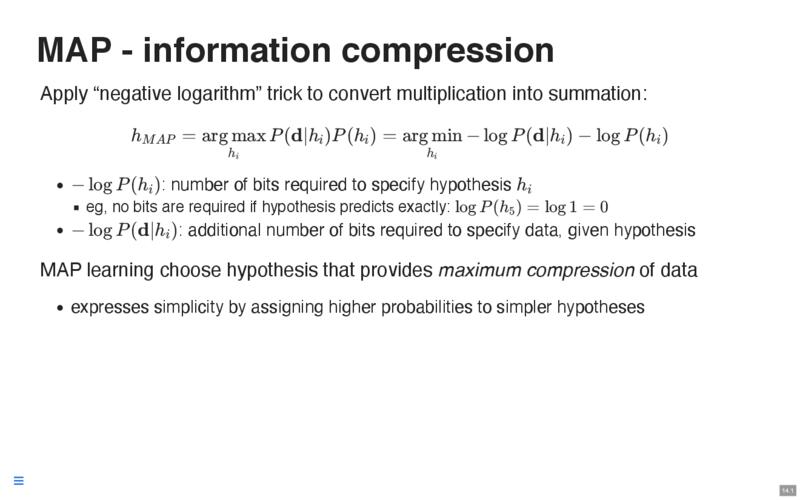 MAP - information compression
Apply “negative logarithm” trick to convert multiplication into summation:
h_{MAP} = arg max_{h_i} P(d|h_i)P(h_i) = arg min_{h_i} − log P(d|h_i) − log P(h_i)
• − log P(h_i): number of bits required to specify hypothesis h_i
▪ eg, no bits are required if hypothesis predicts exactly: log P(h_5) = log 1 = 0
• − log P(d|h_i): additional number of bits required to specify data, given hypothesis
MAP learning choose hypothesis that provides maximum compression of data
• expresses simplicity by assigning higher probabilities to simpler hypotheses
14.1